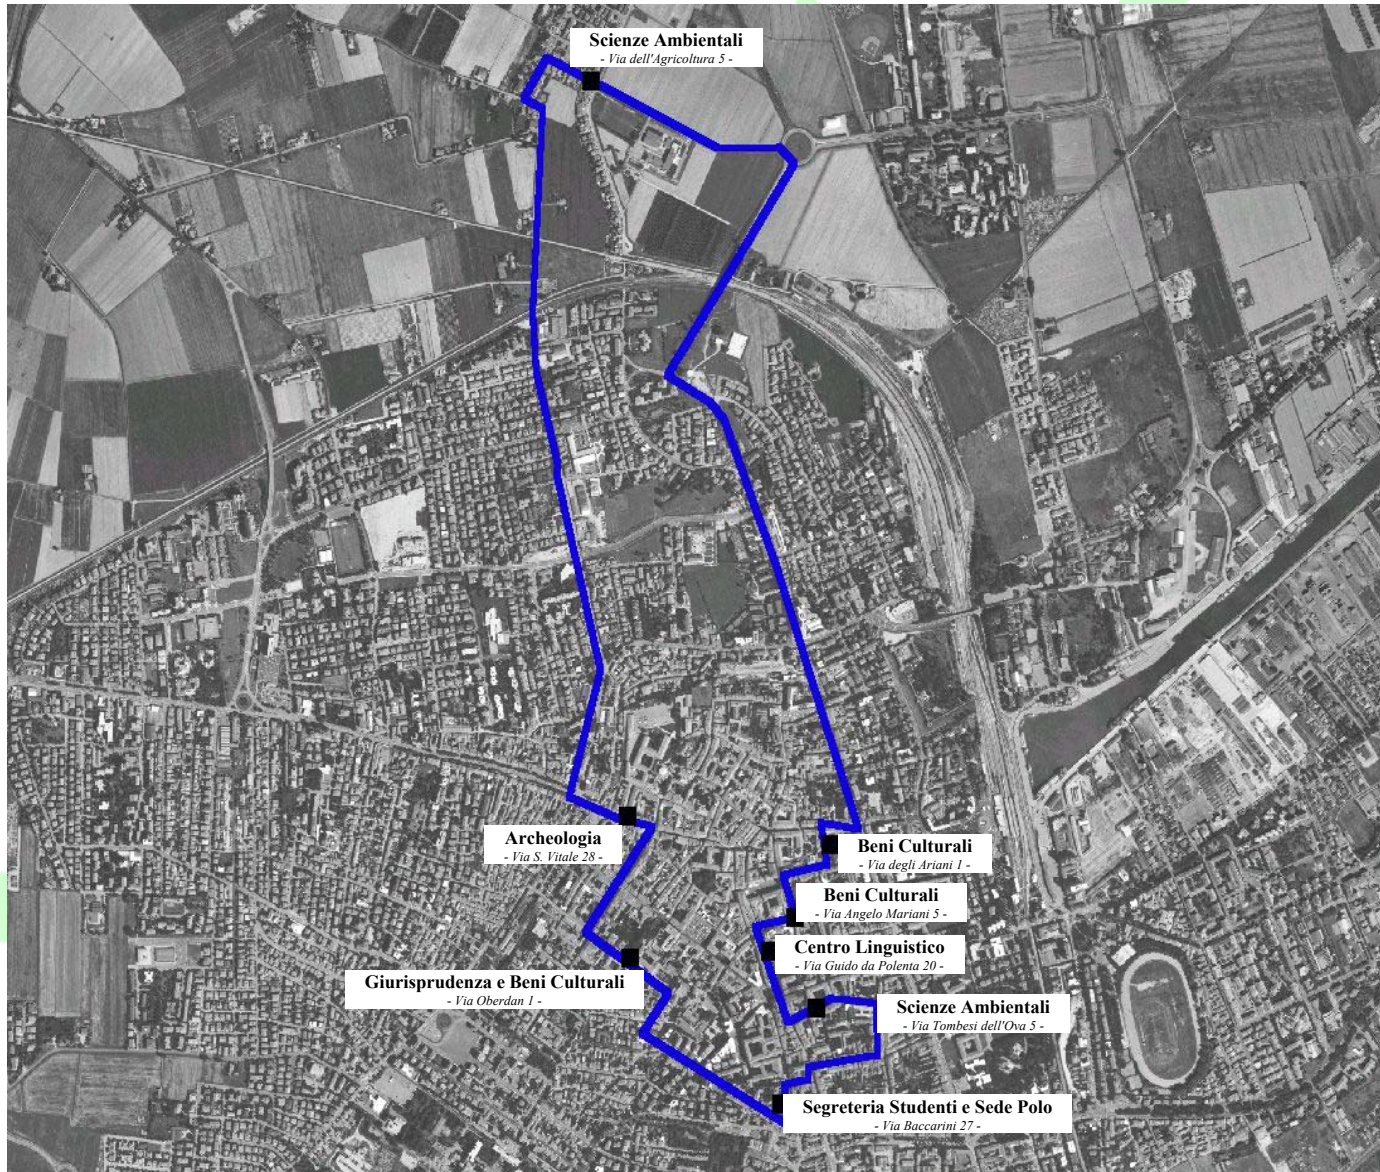 Scienze Ambientali
- Via dell'Agricoltura 5 -
Archeologia
- Via S. Vitale 28 -
Beni Culturali
- Via degli Ariani 1 -
Beni Culturali
- Via Angelo Mariani 5 -
Centro Linguistico
- Via Guido da Polenta 20 -
Giurisprudenza e Beni Culturali
- Via Oberdan 1 -
Scienze Ambientali
- Via Tombesi dell'Ova 5 -
Segreteria Studenti e Sede Polo
- Via Baccarini 27 -